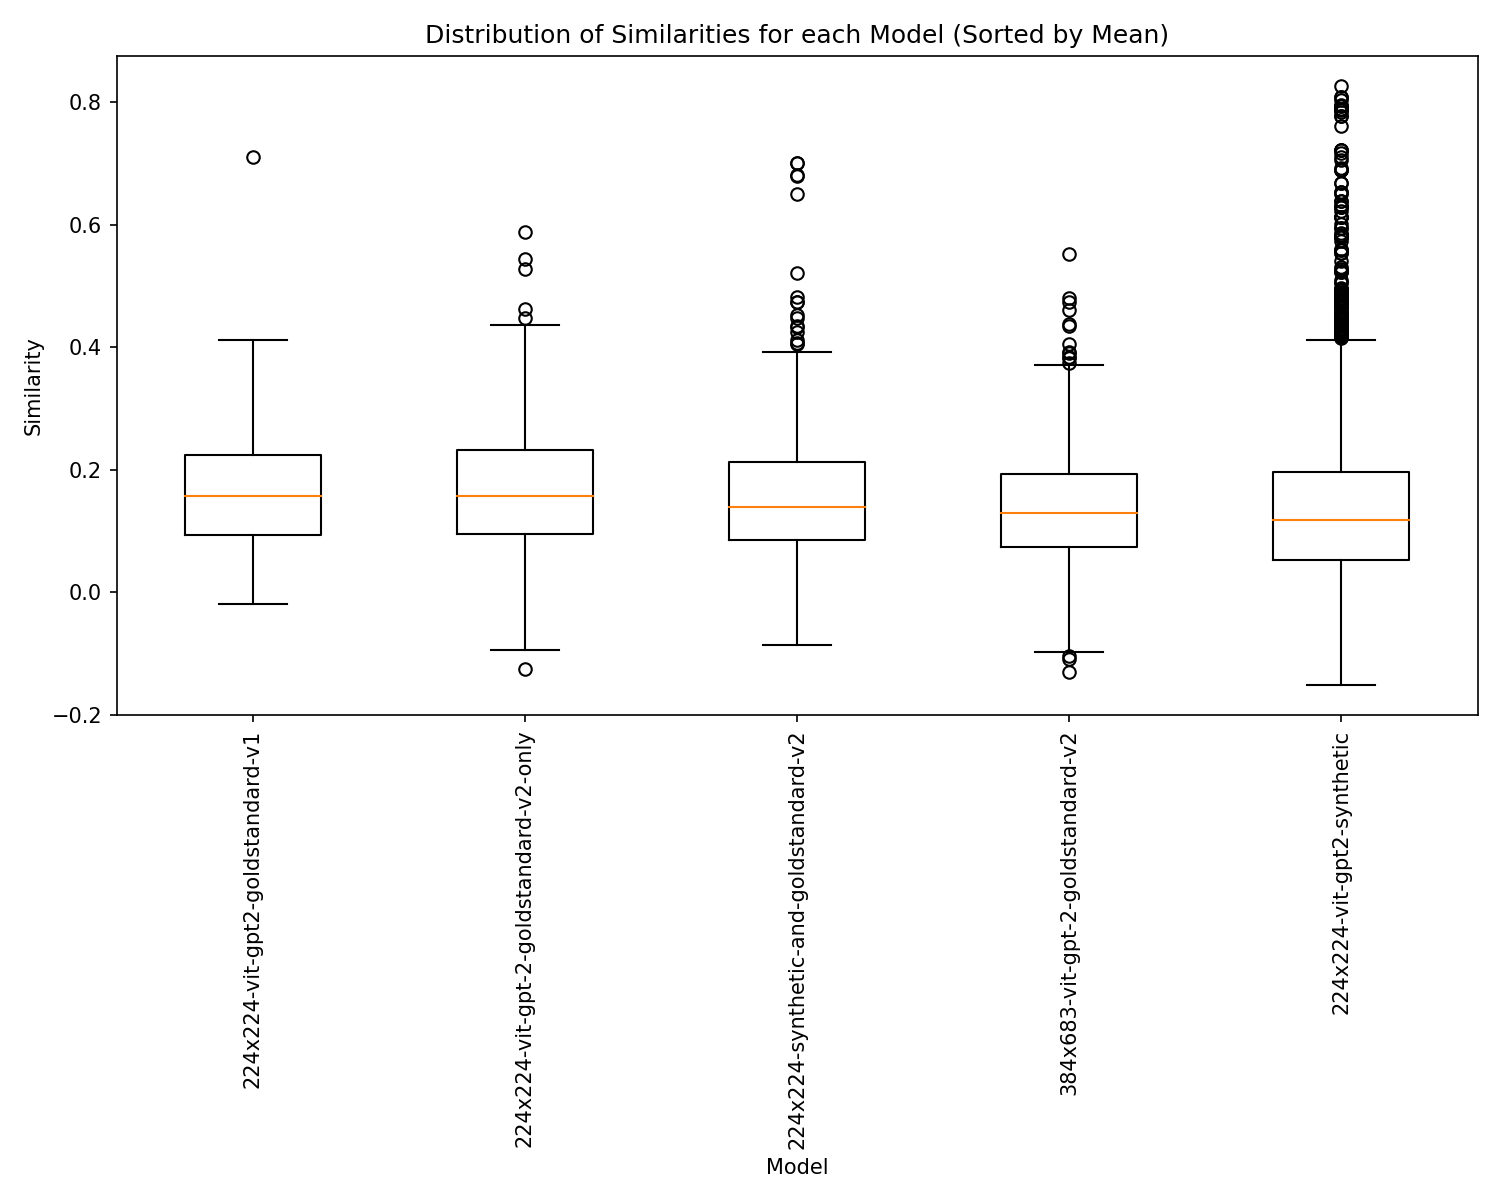 Distribution of Similarities for each Model (Sorted by Mean)
Similarity
0.8
0.6
0.4
0.2
0.0
−0.2
224x224-vit-gpt2-goldstandard-v1
224x224-vit-gpt-2-goldstandard-v2-only
224x224-synthetic-and-goldstandard-v2
384x683-vit-gpt-2-goldstandard-v2
224x224-vit-gpt2-synthetic
Model